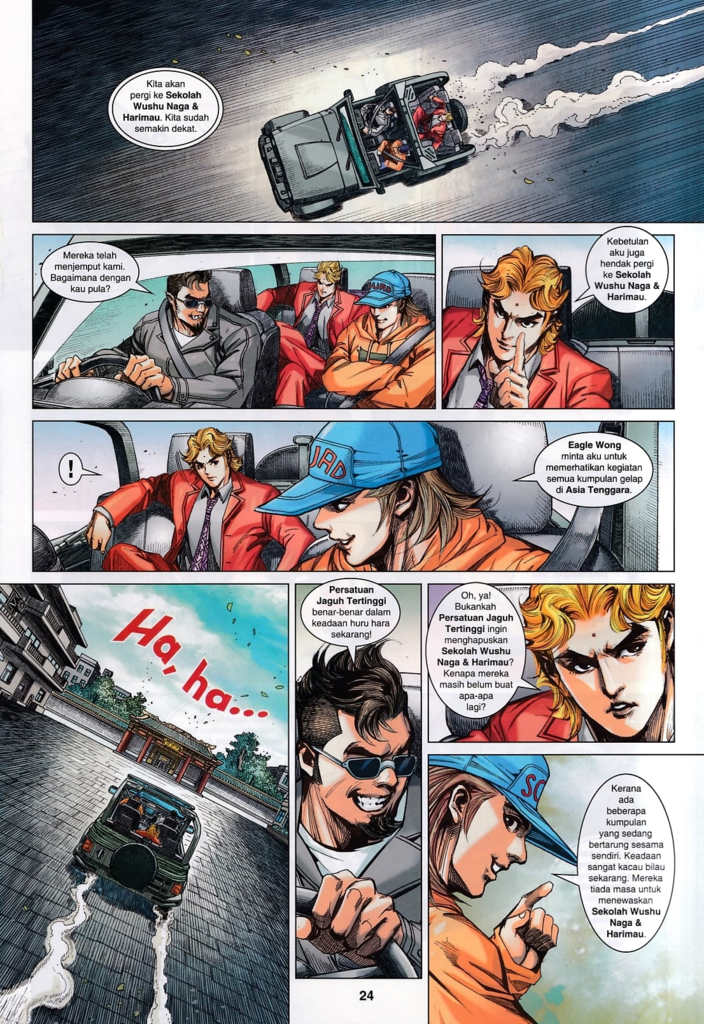 Kita akan
pergi ke Sekolah
Wushu Naga &
Harimau. Kita sudah
semakin dekat.
Mereka telah
menjemput kami.
Bagaimana dengan
kau pula?
Kebetulan
aku juga
hendak pergi
ke Sekolah
Wushu Naga &
Harimau.
!
URD
Eagle Wong
minta aku untuk
memerhatikan kegiatan
semua kumpulan gelap
di Asia Tenggara.
Ha, ha...
Persatuan
Jaguh Tertinggi
benar-benar dalam
keadaan huru hara
sekarang!
Oh, ya!
Bukankah
Persatuan Jaguh
Tertinggi ingin
menghapuskan
Sekolah Wushu
Naga & Harimau?
Kenapa mereka
masih belum buat
apa-apa
lagi?
SC
Kerana
ada
beberapa
kumpulan
yang sedang
bertarung sesama
sendiri. Keadaan
sangat kacau bilau
sekarang. Mereka
tiada masa untuk
menewaskan
Sekolah Wushu
Naga &
Harimau.
24